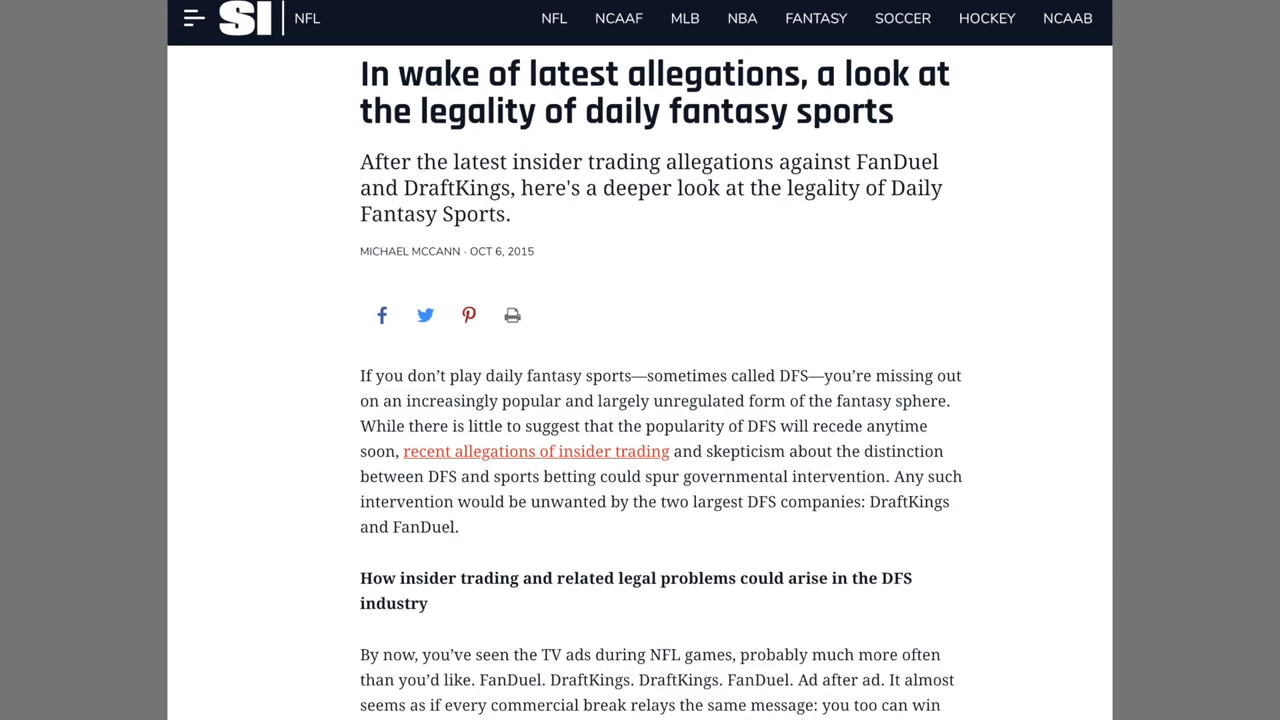 SI NFL NFL NCAAF MLB NBA FANTASY SOCCER HOCKEY NCAAB
In wake of latest allegations, a look at
the legality of daily fantasy sports
After the latest insider trading allegations against FanDuel
and DraftKings, here's a deeper look at the legality of Daily
Fantasy Sports.
MICHAEL MCCANN · OCT 6, 2015
If you don’t play daily fantasy sports—sometimes called DFS—you’re missing out
on an increasingly popular and largely unregulated form of the fantasy sphere.
While there is little to suggest that the popularity of DFS will recede anytime
soon, recent allegations of insider trading and skepticism about the distinction
between DFS and sports betting could spur governmental intervention. Any such
intervention would be unwanted by the two largest DFS companies: DraftKings
and FanDuel.
How insider trading and related legal problems could arise in the DFS
industry
By now, you’ve seen the TV ads during NFL games, probably much more often
than you’d like. FanDuel. DraftKings. DraftKings. FanDuel. Ad after ad. It almost
seems as if every commercial break relays the same message: you too can win